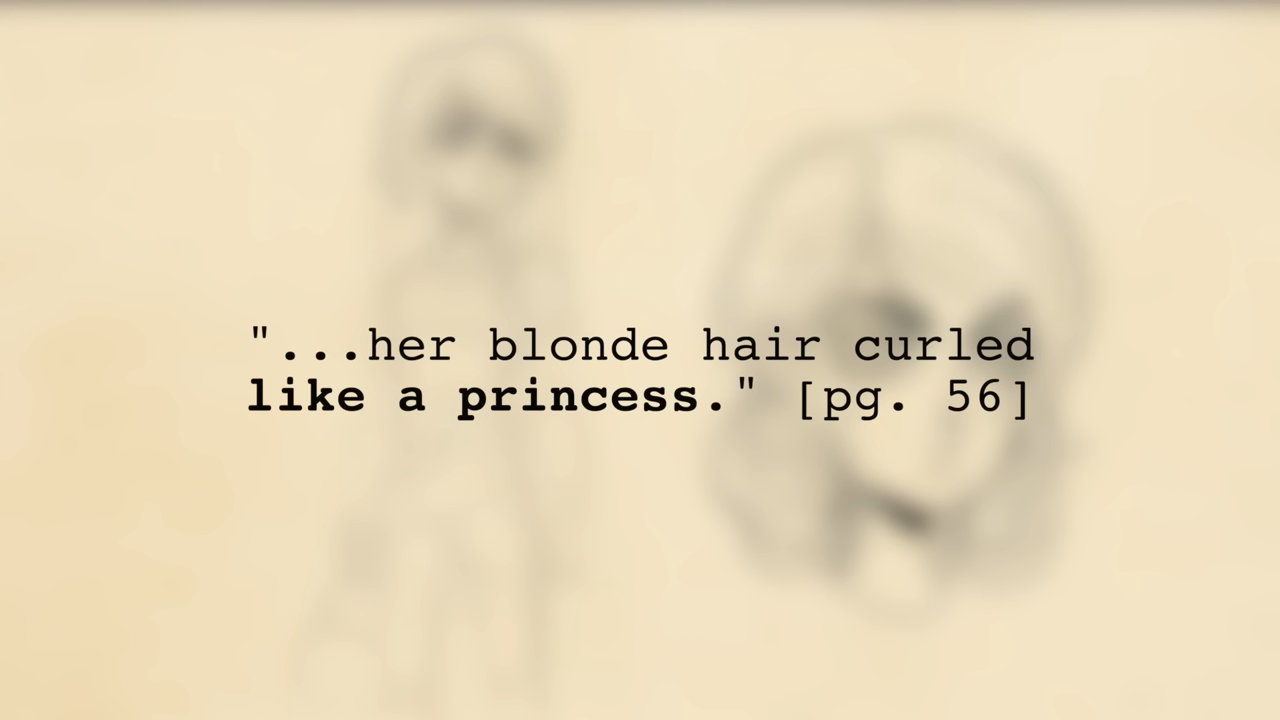 "...her blonde hair curled
like a princess." [pg. 56]